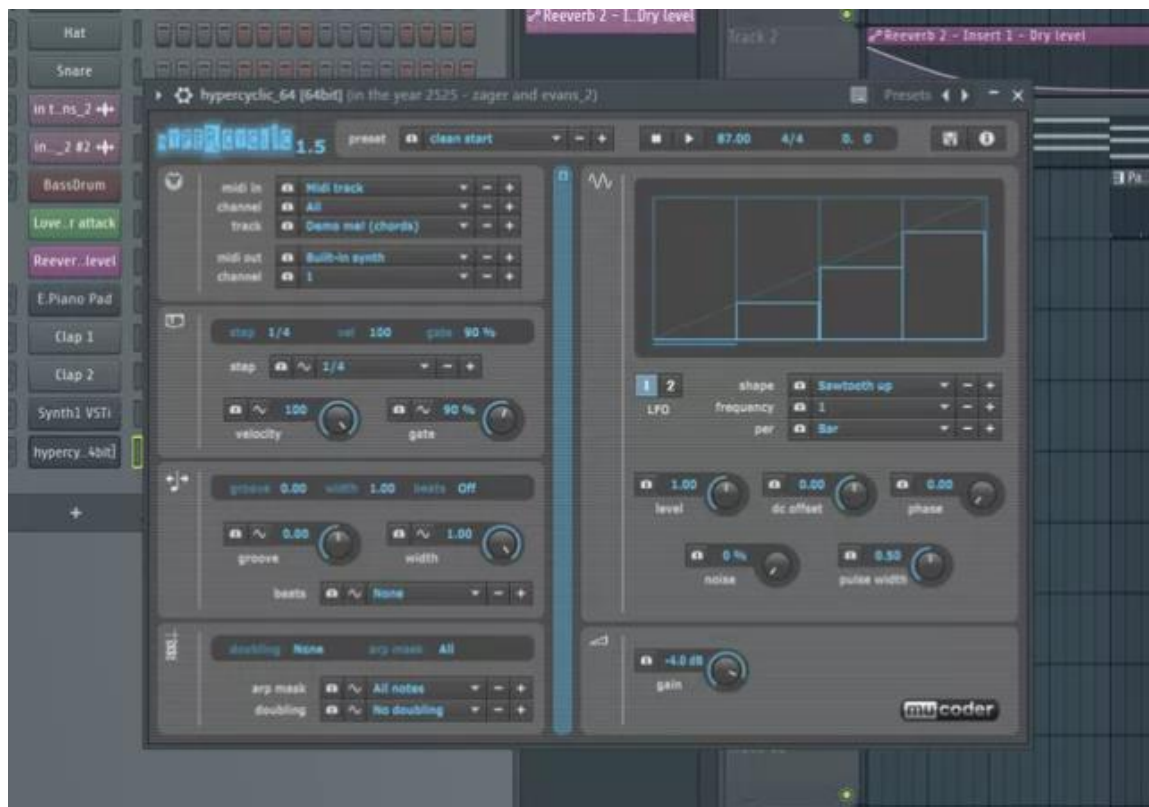 Hat
Snare
in t..ns_2
in.._2 #2
BassDrum
Love..r attack
Reever..level
E.Piano Pad
Clap 1
Clap 2
Synth1 VSTi
hypercy..4bit]
+
Reeverb 2 - I..Dry level
Track 2
Reeverb 2 - Insert 1 - Dry level
Pa..
hypercyclic_64 [64bit] (in the year 2525 - zager and evans_2)
Presets
hypercyclic 1.5
preset clean start - +
87.00 4/4 0. 0
midi in Midi track - +
channel All - +
track Demo mel (chords) - +
midi out Built-in synth - +
channel 1 - +
step 1/4 vel 100 gate 90 %
step 1/4 - +
100 90 %
velocity gate
groove 0.00 width 1.00 beats Off
0.00 1.00
groove width
beats None - +
doubling None arp mask All
arp mask All notes - +
doubling No doubling - +
1 2
LFO
shape Sawtooth up - +
frequency 1 - +
per Bar - +
1.00 0.00 0.00
level dc offset phase
0 % 0.50
noise pulse width
-4.0 dB
gain
mucoder